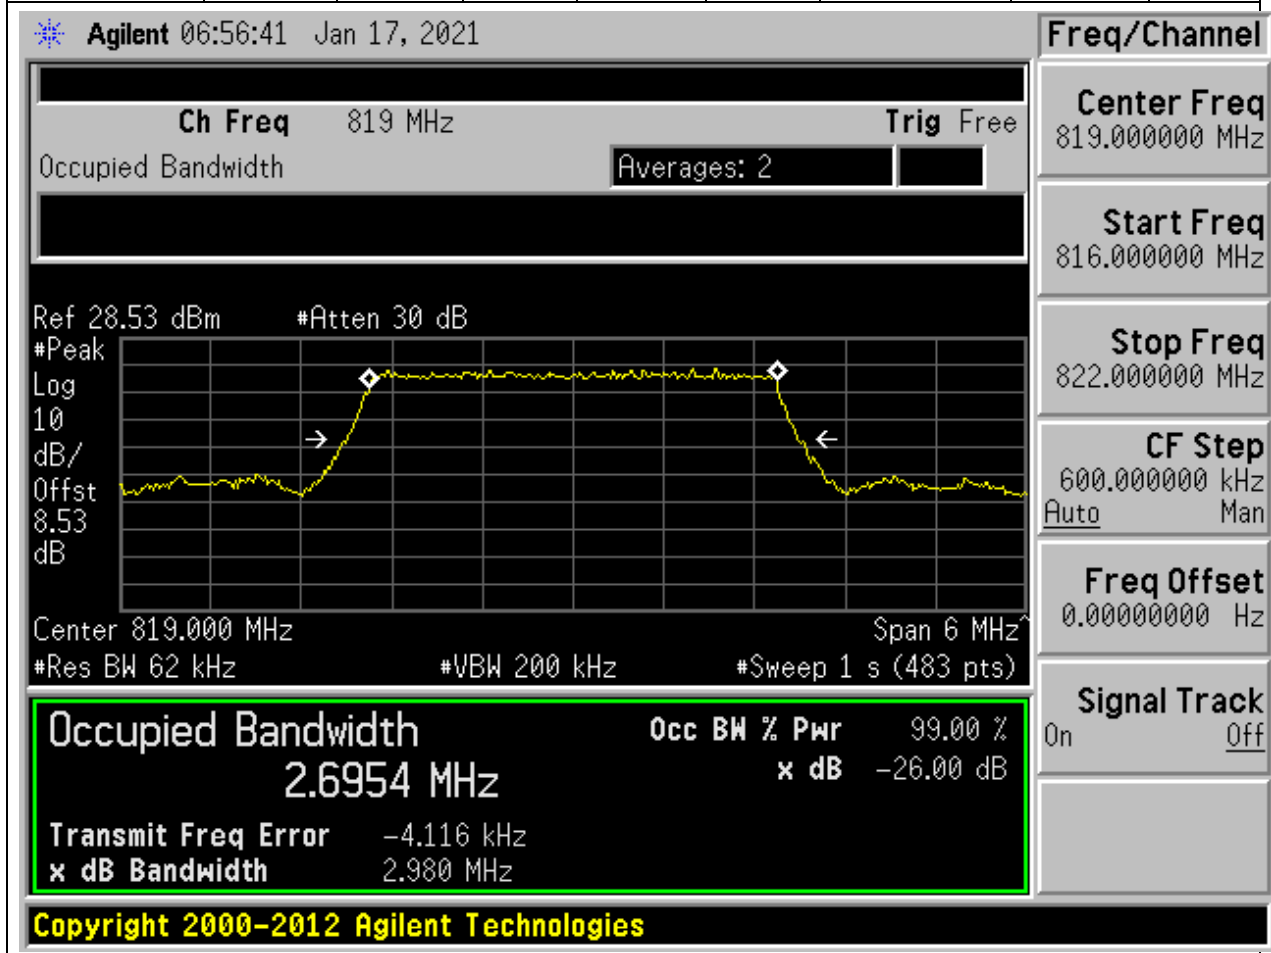 Agilent 06:56:41 Jan 17, 2021
Freq/Channel
Ch Freq 819 MHz Trig Free
Occupied Bandwidth Averages: 2
Center Freq
819.000000 MHz
Start Freq
816.000000 MHz
Stop Freq
822.000000 MHz
CF Step
600.000000 kHz
Auto Man
Freq Offset
0.00000000 Hz
Signal Track
On Off
Ref 28.53 dBm #Atten 30 dB
#Peak
Log
10
dB/
Offst
8.53
dB
Center 819.000 MHz Span 6 MHz^
#Res BW 62 kHz #VBW 200 kHz #Sweep 1 s (483 pts)
Occupied Bandwidth Occ BW % Pwr 99.00 %
2.6954 MHz x dB -26.00 dB
Transmit Freq Error -4.116 kHz
x dB Bandwidth 2.980 MHz
Copyright 2000-2012 Agilent Technologies